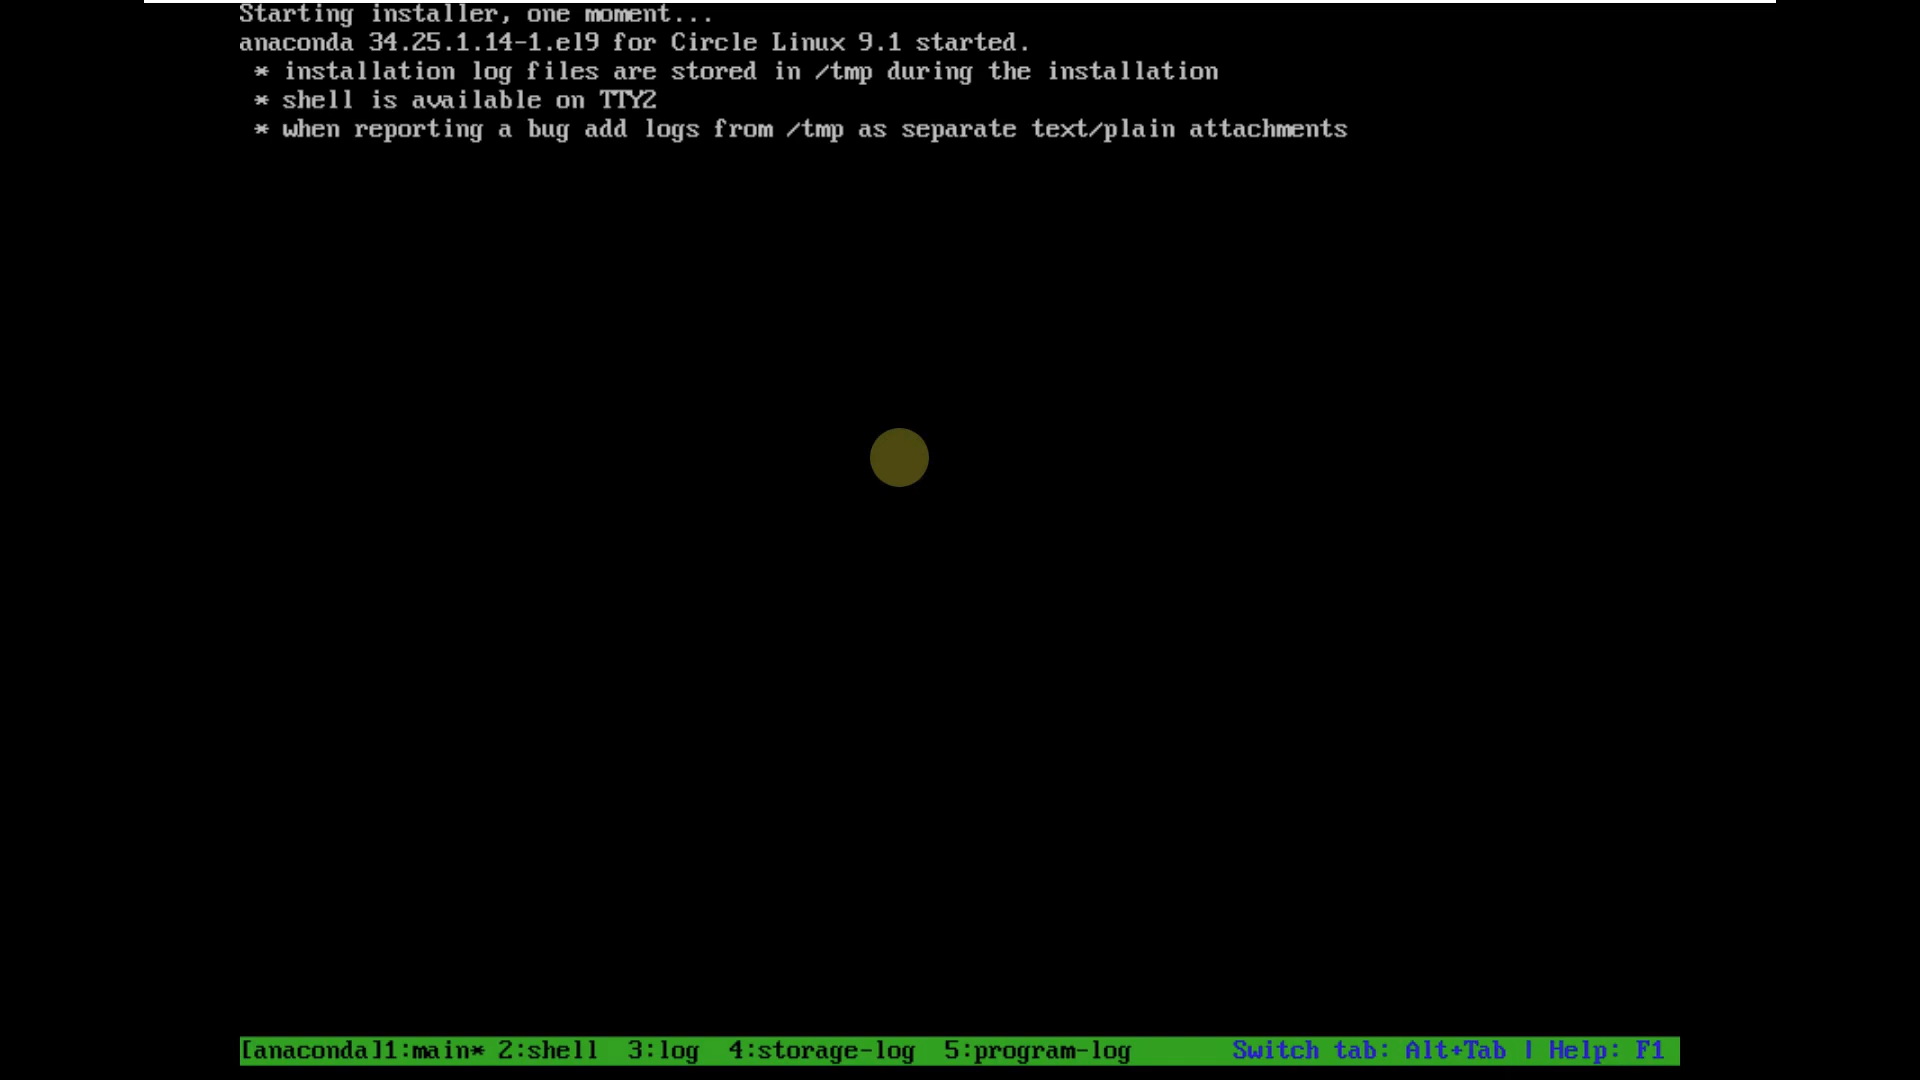 Starting installer, one moment...
anaconda 34.25.1.14-1.el9 for Circle Linux 9.1 started.
* installation log files are stored in /tmp during the installation
* shell is available on TTY2
* when reporting a bug add logs from /tmp as separate text/plain attachments
[anaconda]1:main* 2:shell 3:log 4:storage-log 5:program-log Switch tab: Alt+Tab | Help: F1